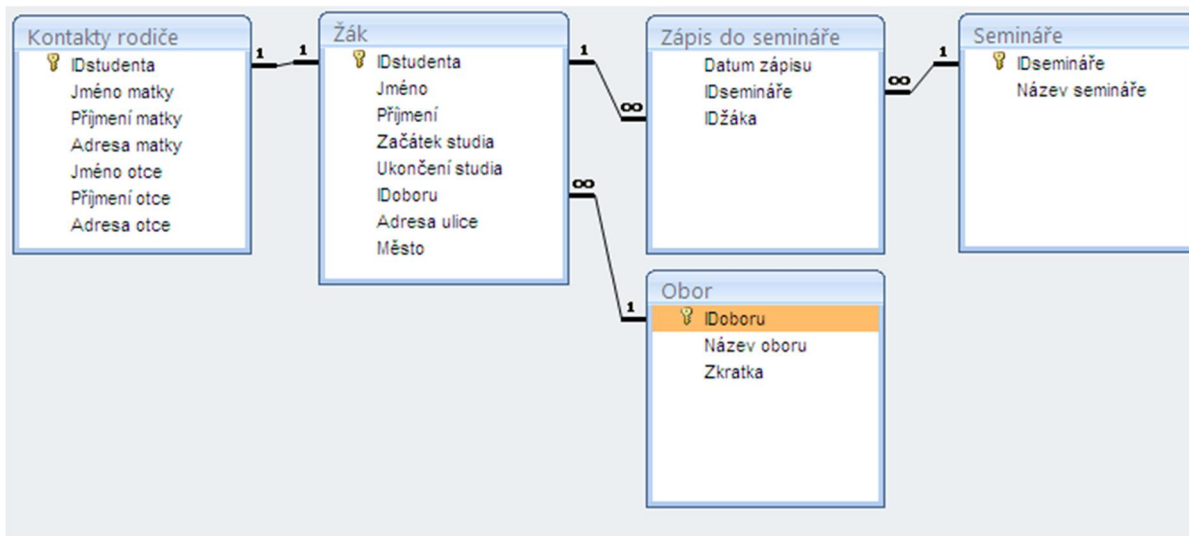 Kontakty rodiče
IDstudenta
Jméno matky
Příjmení matky
Adresa matky
Jméno otce
Příjmení otce
Adresa otce
1
1
Žák
IDstudenta
Jméno
Příjmení
Začátek studia
Ukončení studia
IDoboru
Adresa ulice
Město
1
∞
∞
1
Zápis do semináře
Datum zápisu
IDsemináře
IDžáka
∞
1
Semináře
IDsemináře
Název semináře
Obor
IDoboru
Název oboru
Zkratka